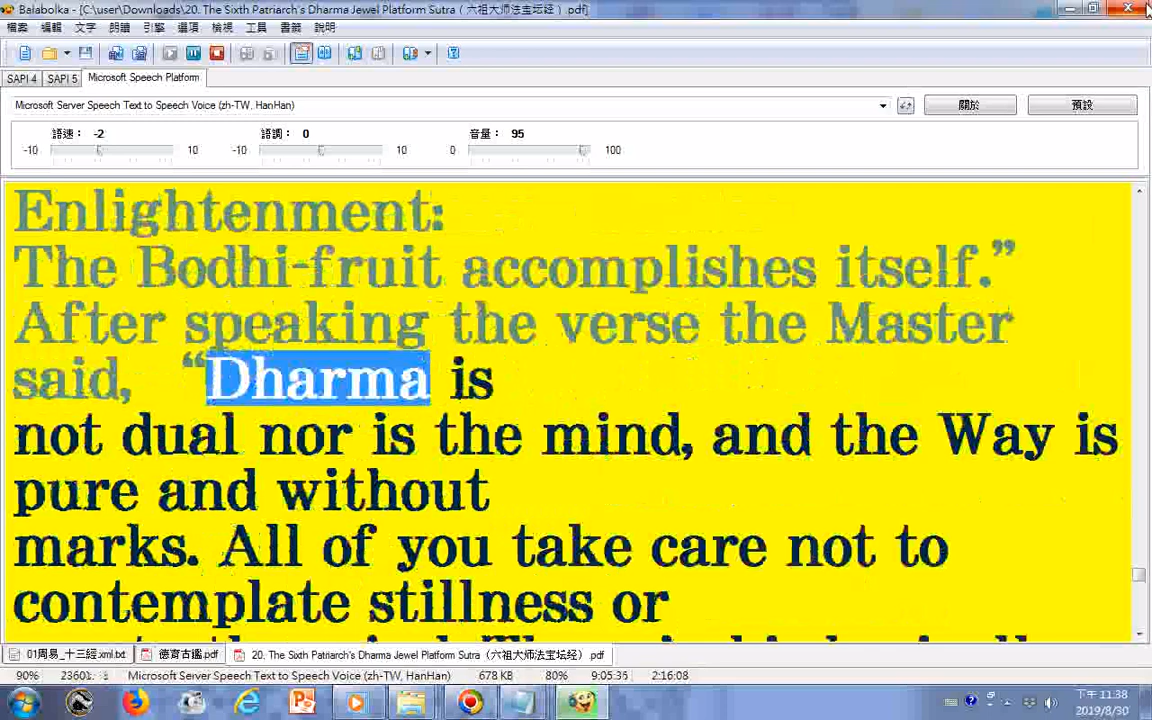 Balabolka - [C:\user\Downloads\20. The Sixth Patriarch's Dharma Jewel Platform Sutra（六祖大师法宝坛经）.pdf]
檔案 編輯 文字 朗讀 引擎 選項 檢視 工具 書籤 說明
SAPI 4 SAPI 5 Microsoft Speech Platform
Microsoft Server Speech Text to Speech Voice (zh-TW, HanHan) 關於 預設
語速： -2 語調： 0 音量： 95
-10 10 -10 10 0 100
Enlightenment:
The Bodhi-fruit accomplishes itself.”
After speaking the verse the Master
said, “Dharma is
not dual nor is the mind, and the Way is
pure and without
marks. All of you take care not to
contemplate stillness or
01周易_十三經.xml.txt 德育古鑑.pdf 20. The Sixth Patriarch's Dharma Jewel Platform Sutra（六祖大师法宝坛经）.pdf
90% Microsoft Server Speech Text to Speech Voice (zh-TW, HanHan) 678 KB 80% 9:05:35 2:16:08
下午 11:38
2019/8/30